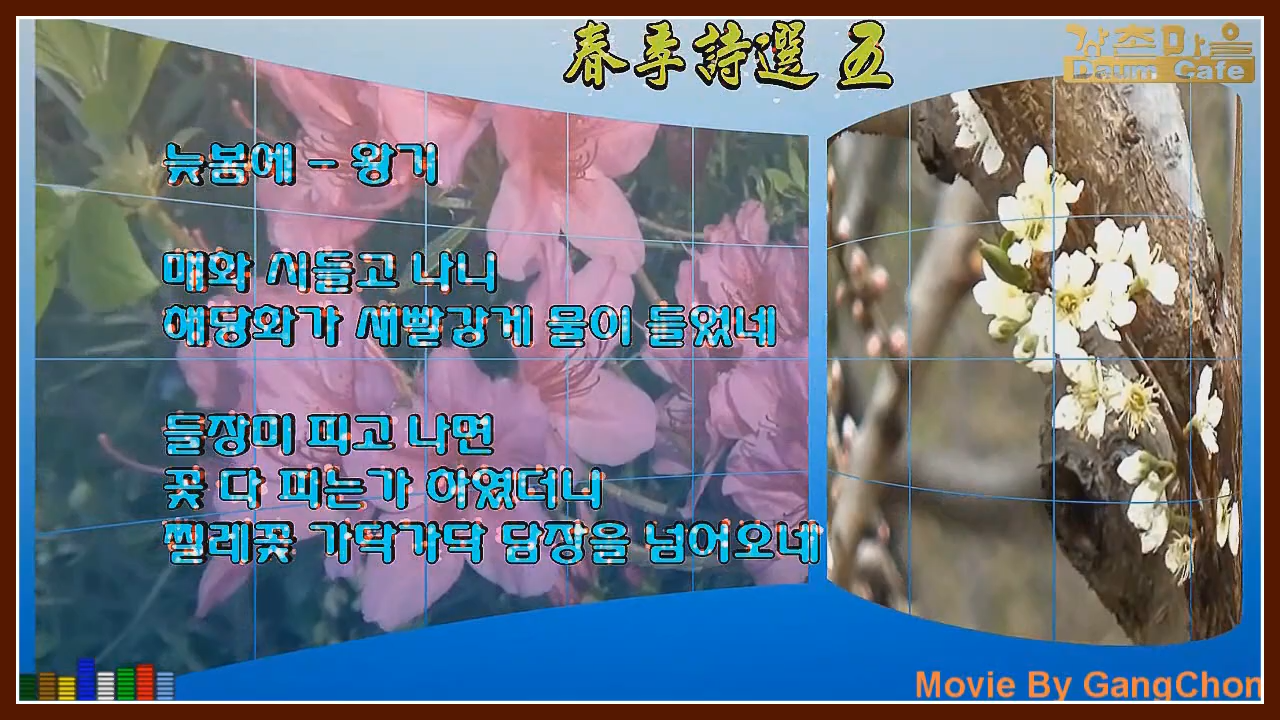 春季詩選 五
강촌마을
Daum Cafe
늦봄에 - 왕기
매화 시들고 나니
해당화가 새빨갛게 물이 들었네
들장미 피고 나면
꽃 다 피는가 하였더니
찔레꽃 가닥가닥 담장을 넘어오네
Movie By GangChon